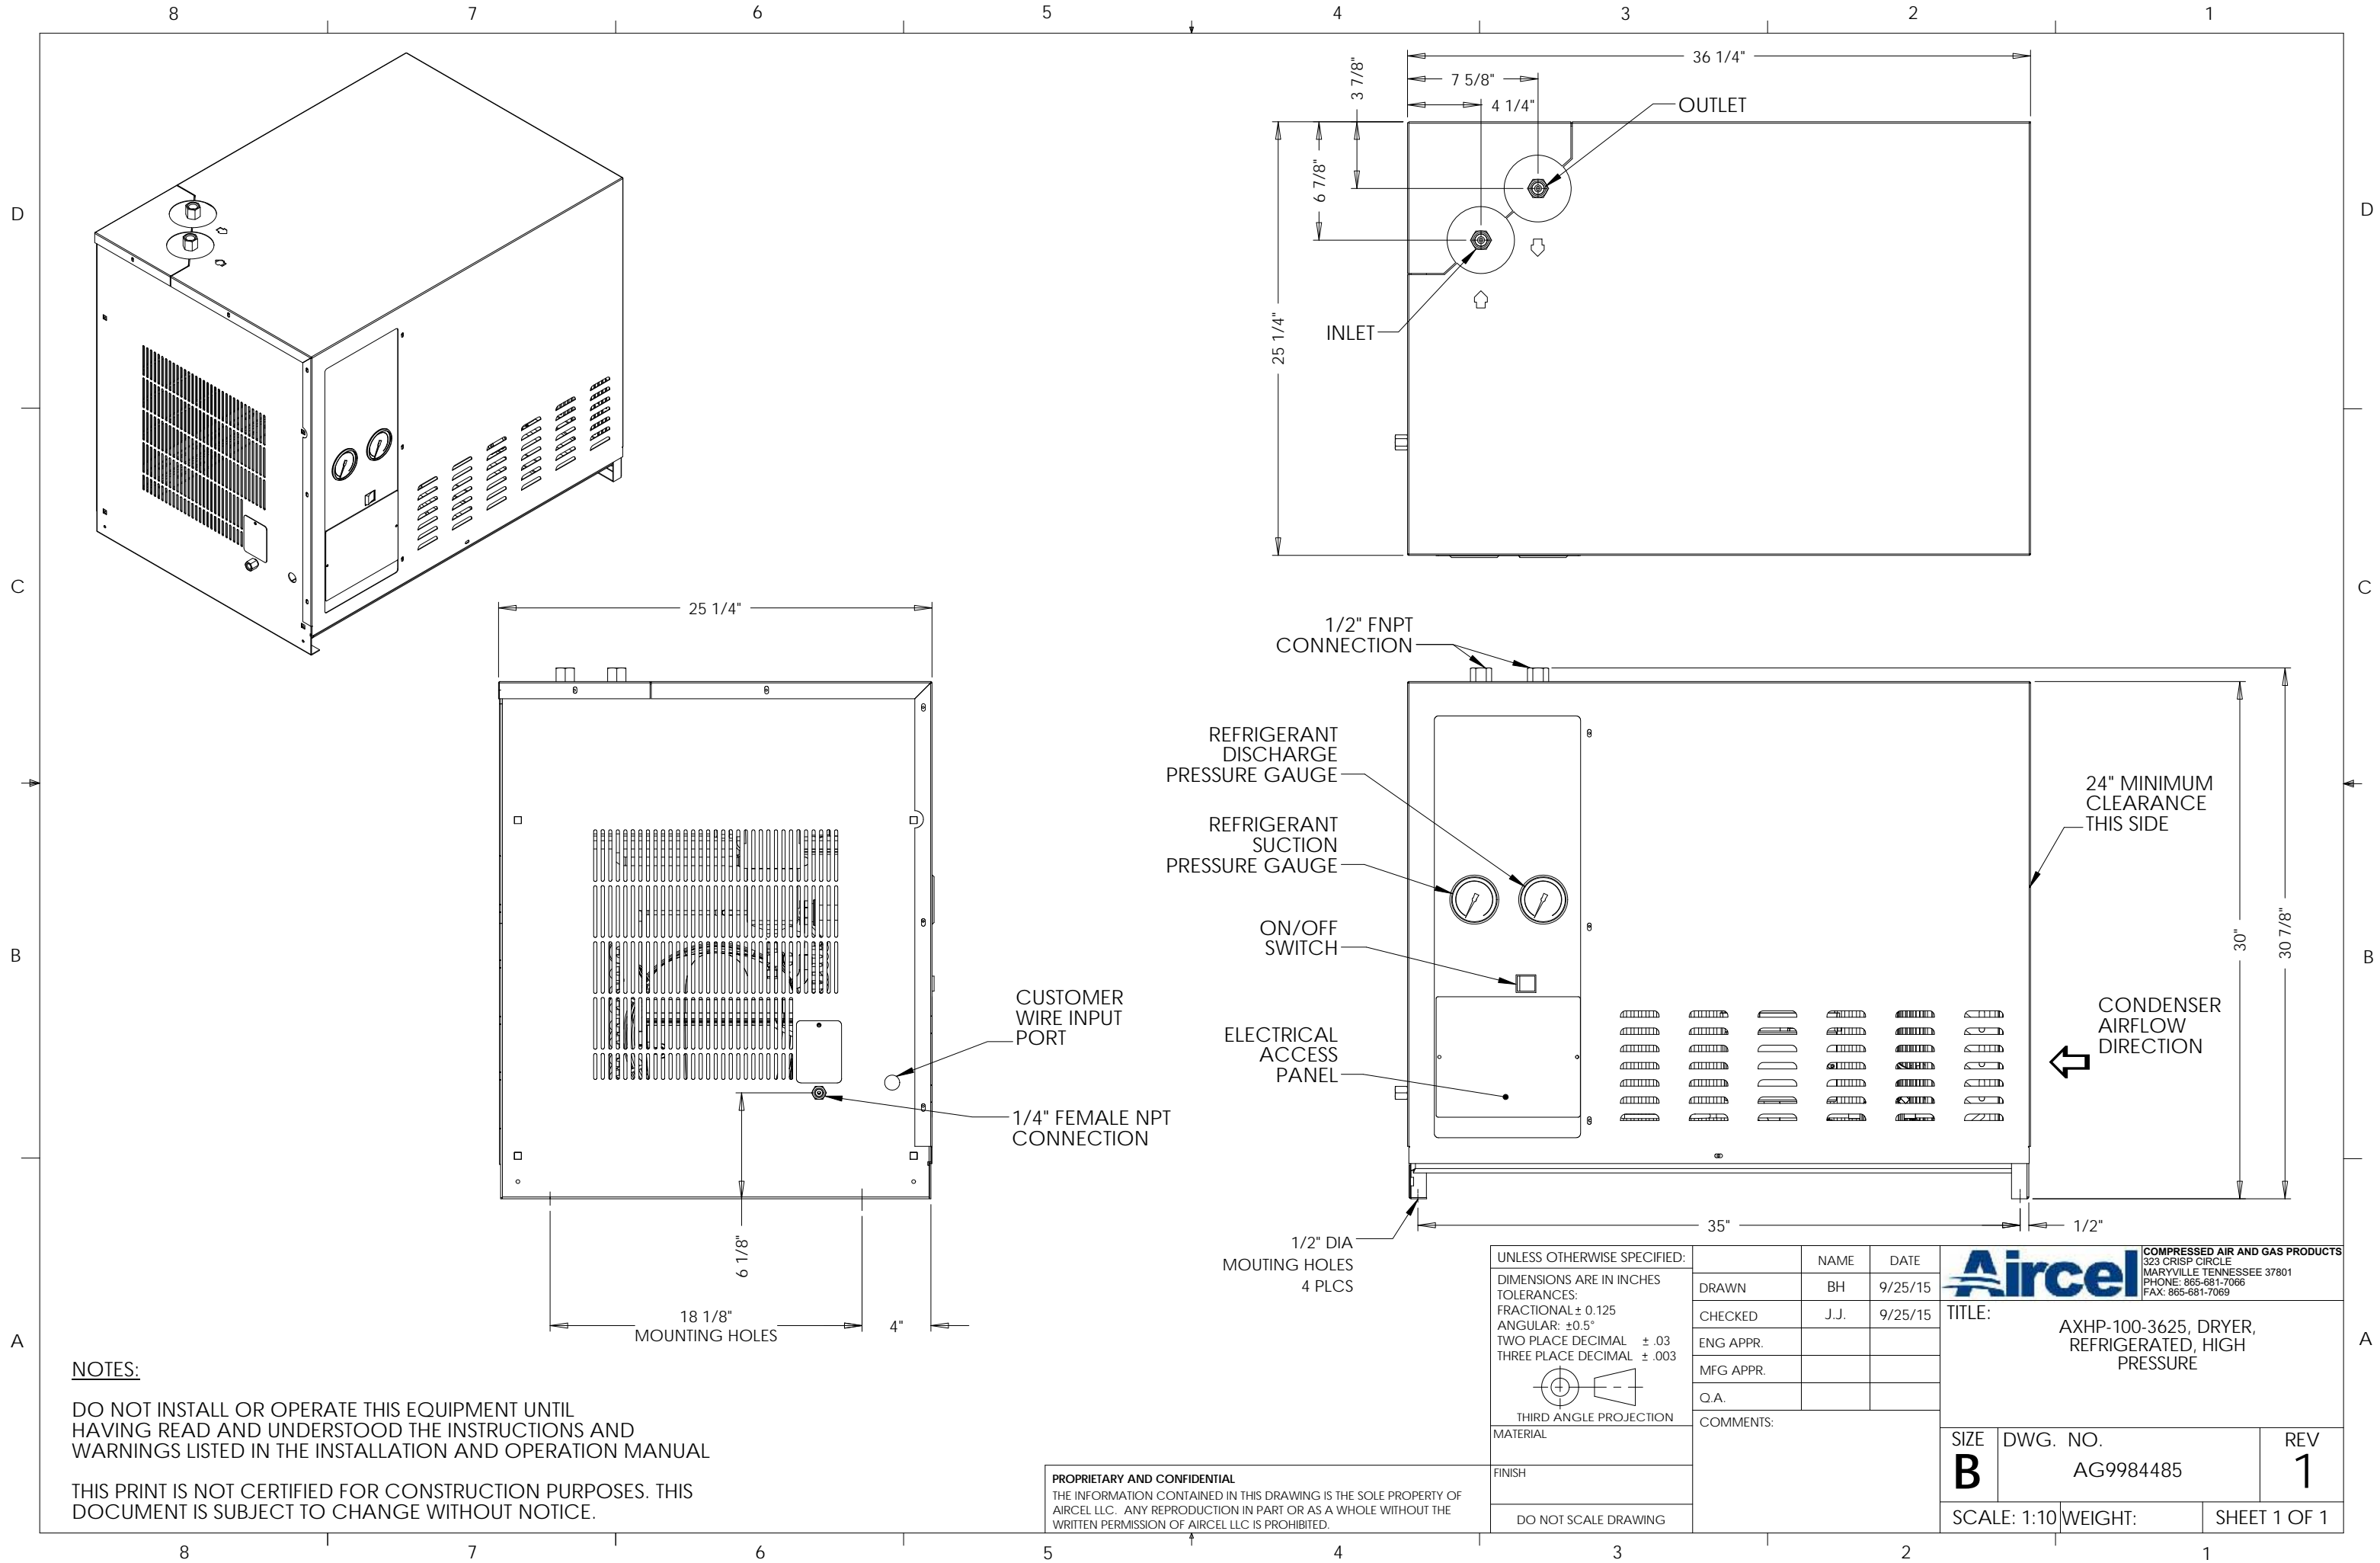 8 7 6 5 4 3 2 1
D
C
B
A
D
C
B
A
36 1/4"
7 5/8"
4 1/4"
3 7/8"
6 7/8"
25 1/4"
OUTLET
INLET
25 1/4"
CUSTOMER
WIRE INPUT
PORT
1/4" FEMALE NPT
CONNECTION
6 1/8"
18 1/8"
MOUNTING HOLES
4"
1/2" FNPT
CONNECTION
REFRIGERANT
DISCHARGE
PRESSURE GAUGE
REFRIGERANT
SUCTION
PRESSURE GAUGE
ON/OFF
SWITCH
ELECTRICAL
ACCESS
PANEL
24" MINIMUM
CLEARANCE
THIS SIDE
30"
30 7/8"
CONDENSER
AIRFLOW
DIRECTION
35"
1/2"
1/2" DIA
MOUTING HOLES
4 PLCS
NOTES:
DO NOT INSTALL OR OPERATE THIS EQUIPMENT UNTIL
HAVING READ AND UNDERSTOOD THE INSTRUCTIONS AND
WARNINGS LISTED IN THE INSTALLATION AND OPERATION MANUAL
THIS PRINT IS NOT CERTIFIED FOR CONSTRUCTION PURPOSES. THIS
DOCUMENT IS SUBJECT TO CHANGE WITHOUT NOTICE.
PROPRIETARY AND CONFIDENTIAL
THE INFORMATION CONTAINED IN THIS DRAWING IS THE SOLE PROPERTY OF
AIRCEL LLC. ANY REPRODUCTION IN PART OR AS A WHOLE WITHOUT THE
WRITTEN PERMISSION OF AIRCEL LLC IS PROHIBITED.
UNLESS OTHERWISE SPECIFIED:
DIMENSIONS ARE IN INCHES
TOLERANCES:
FRACTIONAL ± 0.125
ANGULAR: ±0.5°
TWO PLACE DECIMAL ± .03
THREE PLACE DECIMAL ± .003
THIRD ANGLE PROJECTION
MATERIAL
FINISH
DO NOT SCALE DRAWING
NAME DATE
DRAWN BH 9/25/15
CHECKED J.J. 9/25/15
ENG APPR.
MFG APPR.
Q.A.
COMMENTS:
Aircel
COMPRESSED AIR AND GAS PRODUCTS
323 CRISP CIRCLE
MARYVILLE TENNESSEE 37801
PHONE: 865-681-7066
FAX: 865-681-7069
TITLE:
AXHP-100-3625, DRYER,
REFRIGERATED, HIGH
PRESSURE
SIZE
B
DWG. NO.
AG9984485
REV
1
SCALE: 1:10 WEIGHT: SHEET 1 OF 1
8 7 6 5 4 3 2 1